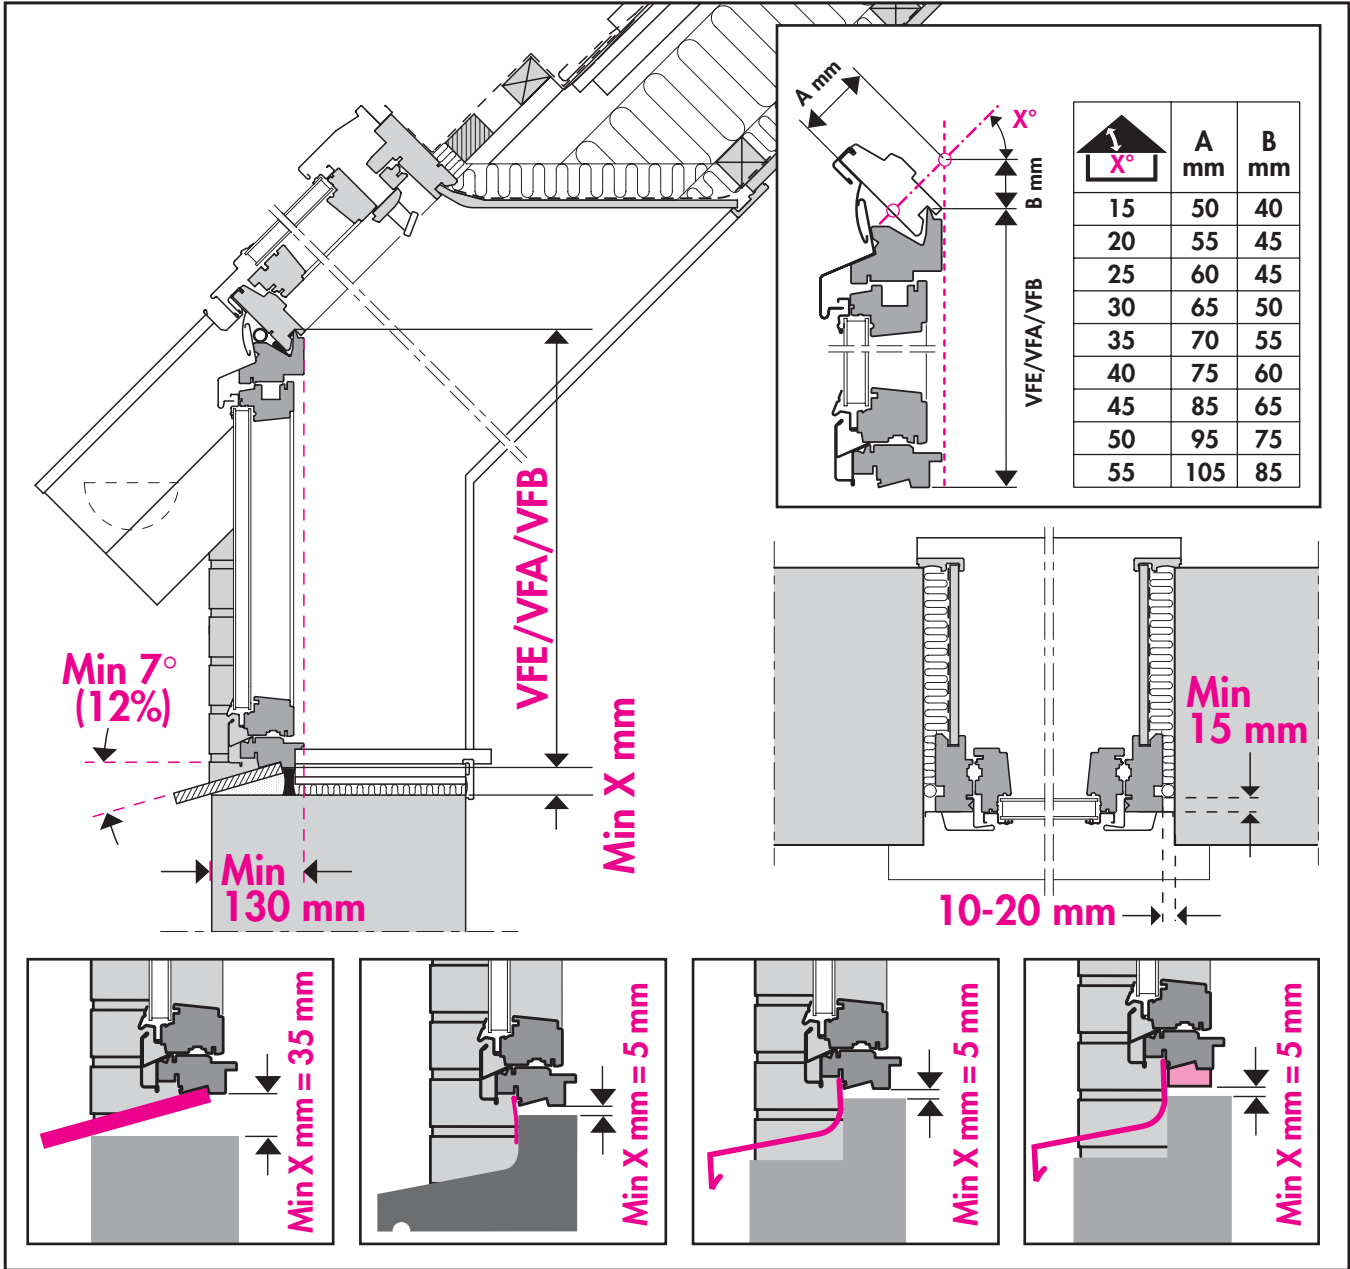 A mm
X°
B mm
VFE/VFA/VFB
X° A mm B mm
15 50 40
20 55 45
25 60 45
30 65 50
35 70 55
40 75 60
45 85 65
50 95 75
55 105 85
VFE/VFA/VFB
Min 7°
(12%)
Min X mm
Min
130 mm
Min
15 mm
10-20 mm
Min X mm = 35 mm
Min X mm = 5 mm
Min X mm = 5 mm
Min X mm = 5 mm